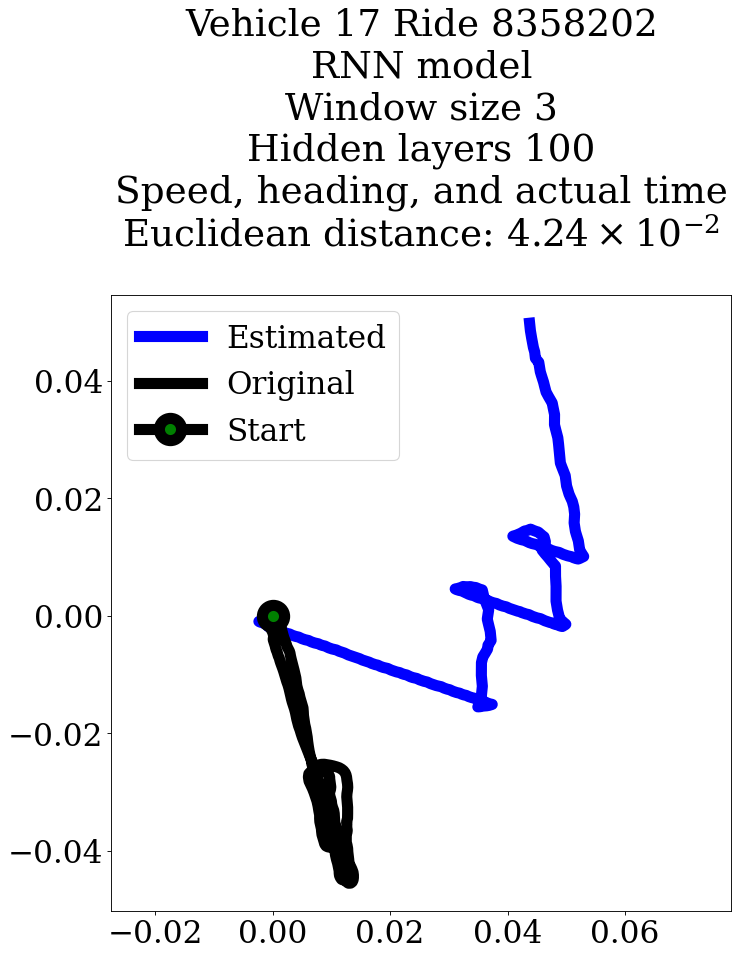 Vehicle 17 Ride 8358202
RNN model
Window size 3
Hidden layers 100
Speed, heading, and actual time
Euclidean distance: 4.24 × 10⁻²
Estimated
Original
Start
0.04
0.02
0.00
−0.02
−0.04
−0.02 0.00 0.02 0.04 0.06